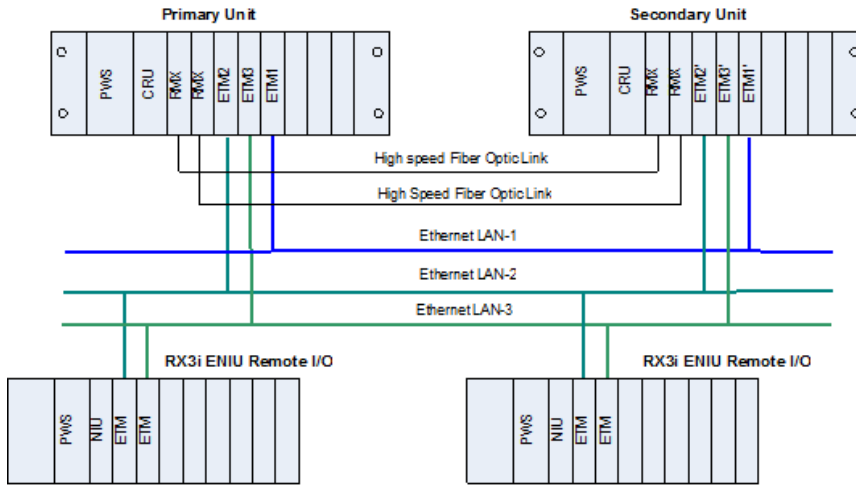 Primary Unit
Secondary Unit
PWS
CRU
RMX
RMX
ETM2
ETM3
ETM1
PWS
CRU
RMX
RMX
ETM2'
ETM3'
ETM1'
High speed Fiber Optic Link
High Speed Fiber Optic Link
Ethernet LAN-1
Ethernet LAN-2
Ethernet LAN-3
RX3i ENIU Remote I/O
RX3i ENIU Remote I/O
PWS
NIU
ETM
ETM
PWS
NIU
ETM
ETM